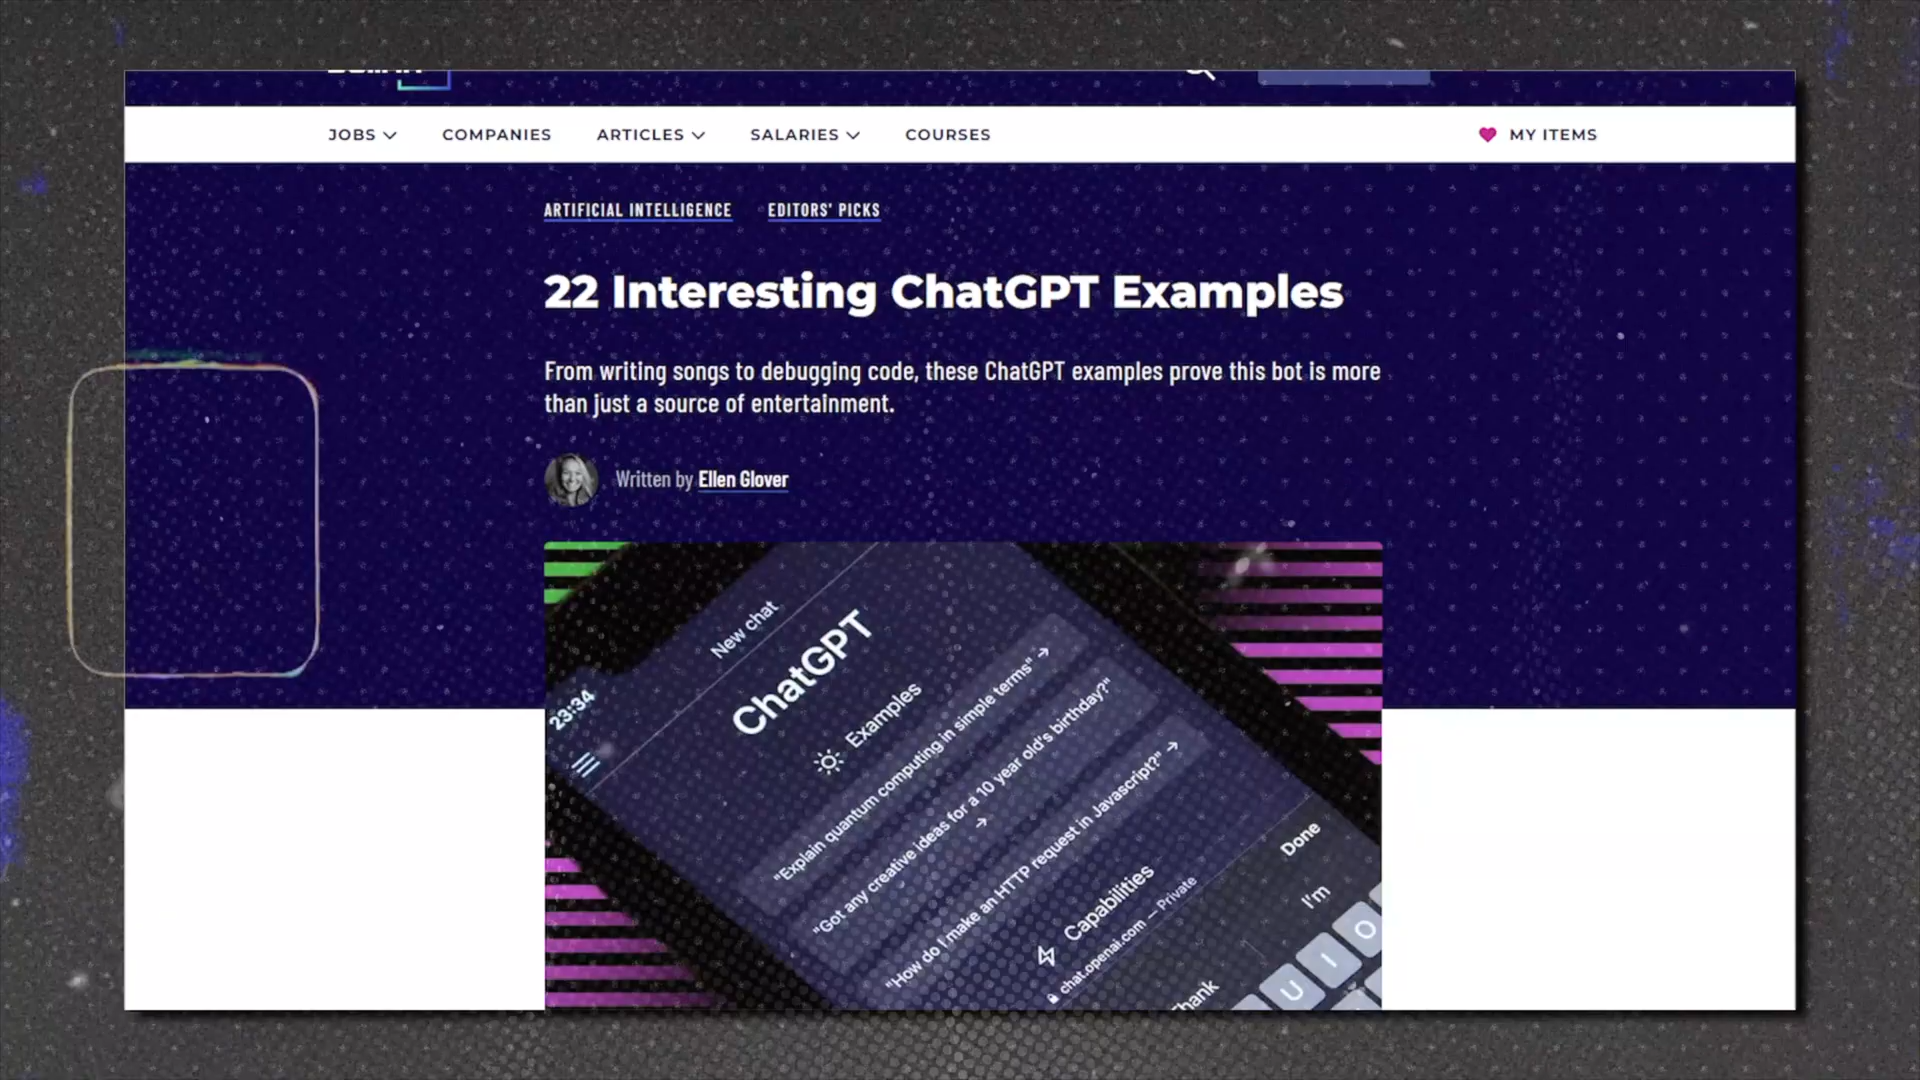 JOBS
COMPANIES
ARTICLES
SALARIES
COURSES
MY ITEMS
ARTIFICIAL INTELLIGENCE
EDITORS' PICKS
22 Interesting ChatGPT Examples
From writing songs to debugging code, these ChatGPT examples prove this bot is more
than just a source of entertainment.
Written by Ellen Glover
23:34
New chat
ChatGPT
Examples
"Explain quantum computing in simple terms" →
"Got any creative ideas for a 10 year old's birthday?"
→
"How do I make an HTTP request in Javascript?" →
Capabilities
chat.openai.com — Private
Done
I'm
U I O